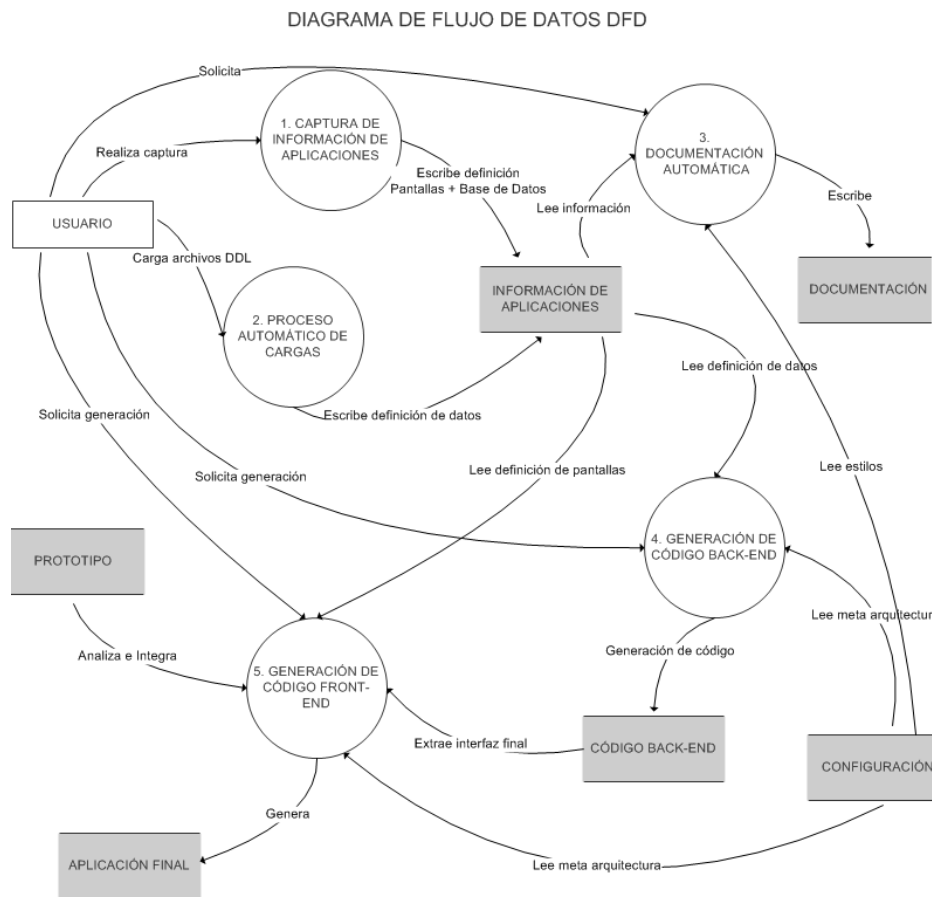 DIAGRAMA DE FLUJO DE DATOS DFD
Solicita
1. CAPTURA DE
INFORMACIÓN DE
APLICACIONES
3.
DOCUMENTACIÓN
AUTOMÁTICA
Realiza captura
Escribe definición
Pantallas + Base de Datos
Escribe
Lee información
USUARIO
Carga archivos DDL
INFORMACIÓN DE
APLICACIONES
DOCUMENTACIÓN
2. PROCESO
AUTOMÁTICO DE
CARGAS
Lee definición de datos
Solicita generación
Escribe definición de datos
Lee estilos
Solicita generación
Lee definición de pantallas
4. GENERACIÓN DE
CÓDIGO BACK-END
PROTOTIPO
Lee meta arquitectur
Analiza e Integra
Generación de código
5. GENERACIÓN DE
CÓDIGO FRONT-
END
Extrae interfaz final
CÓDIGO BACK-END
CONFIGURACIÓN
Genera
APLICACIÓN FINAL
Lee meta arquitectura